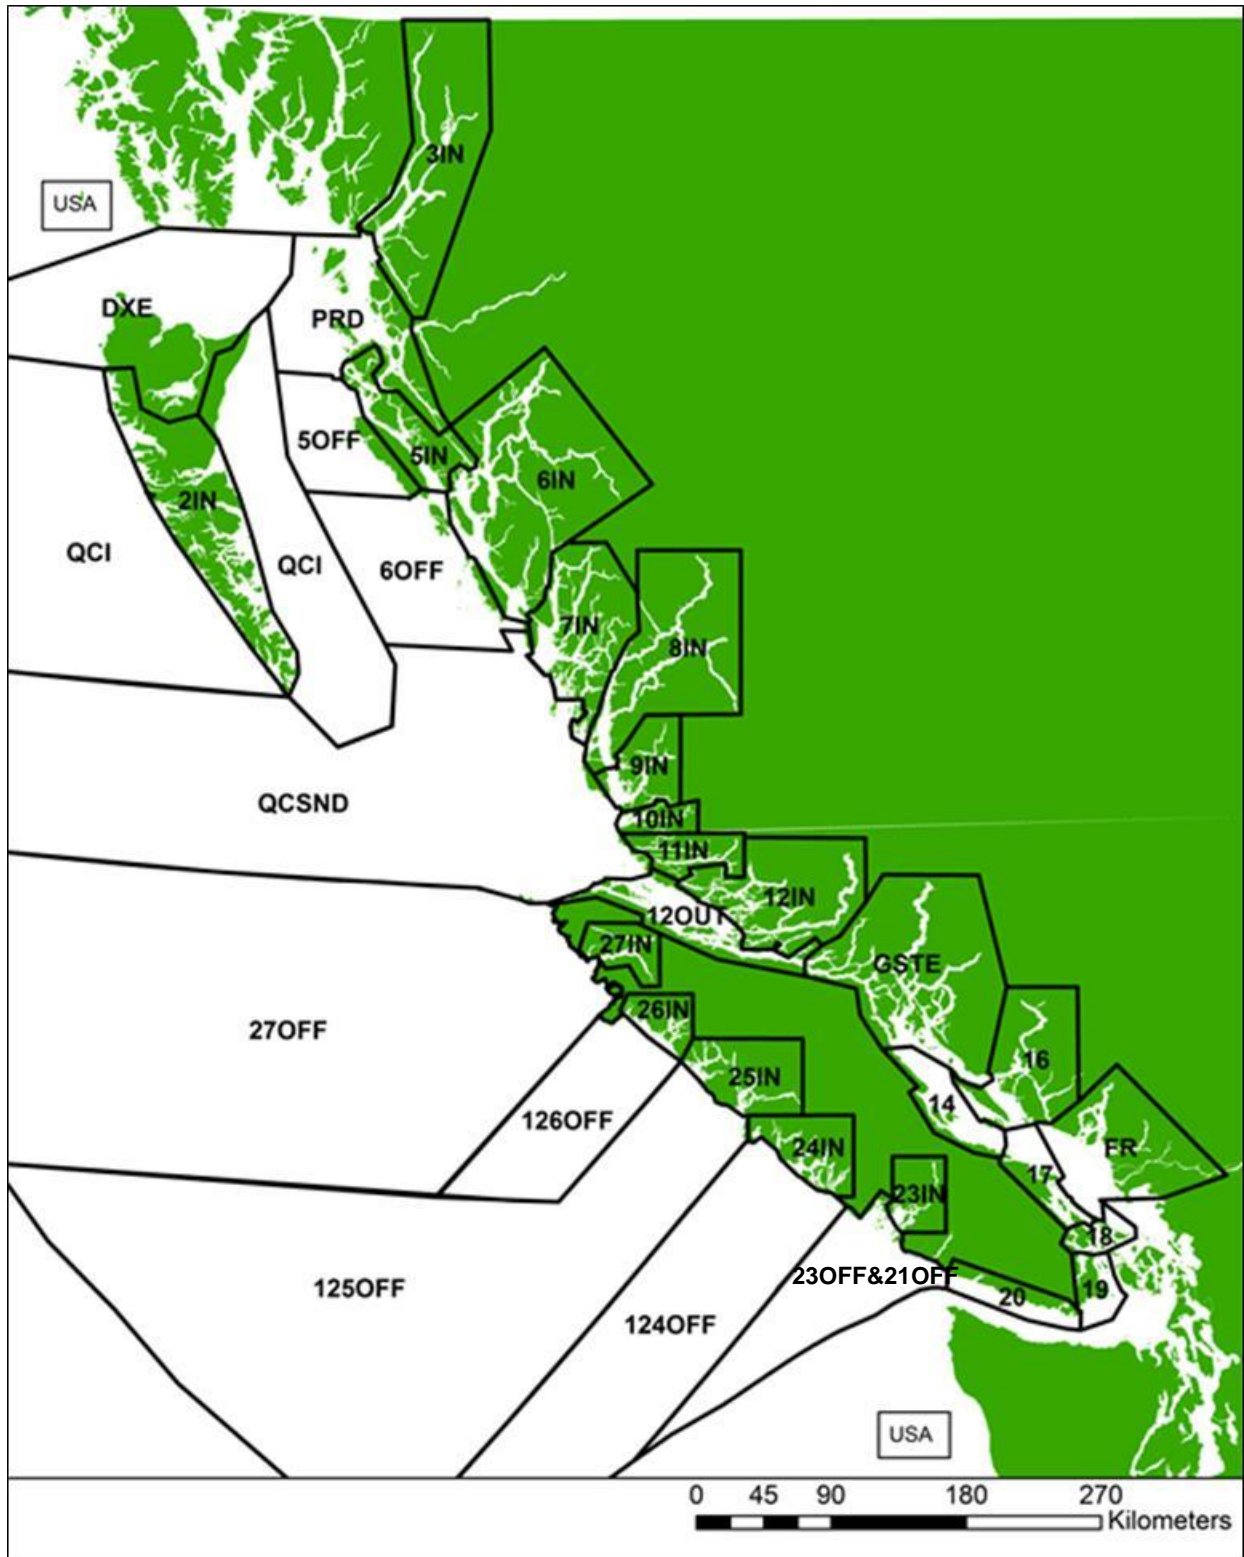 3IN
USA
DXE
PRD
5OFF
5IN
6IN
2IN
QCI
QCI
6OFF
7IN
8IN
9IN
QCSND
10IN
11IN
12IN
12OUT
27IN
GSTE
26IN
27OFF
16
25IN
14
126OFF
24IN
FR
17
23IN
18
23OFF&21OFF
125OFF
20
19
124OFF
USA
0 45 90 180 270
Kilometers